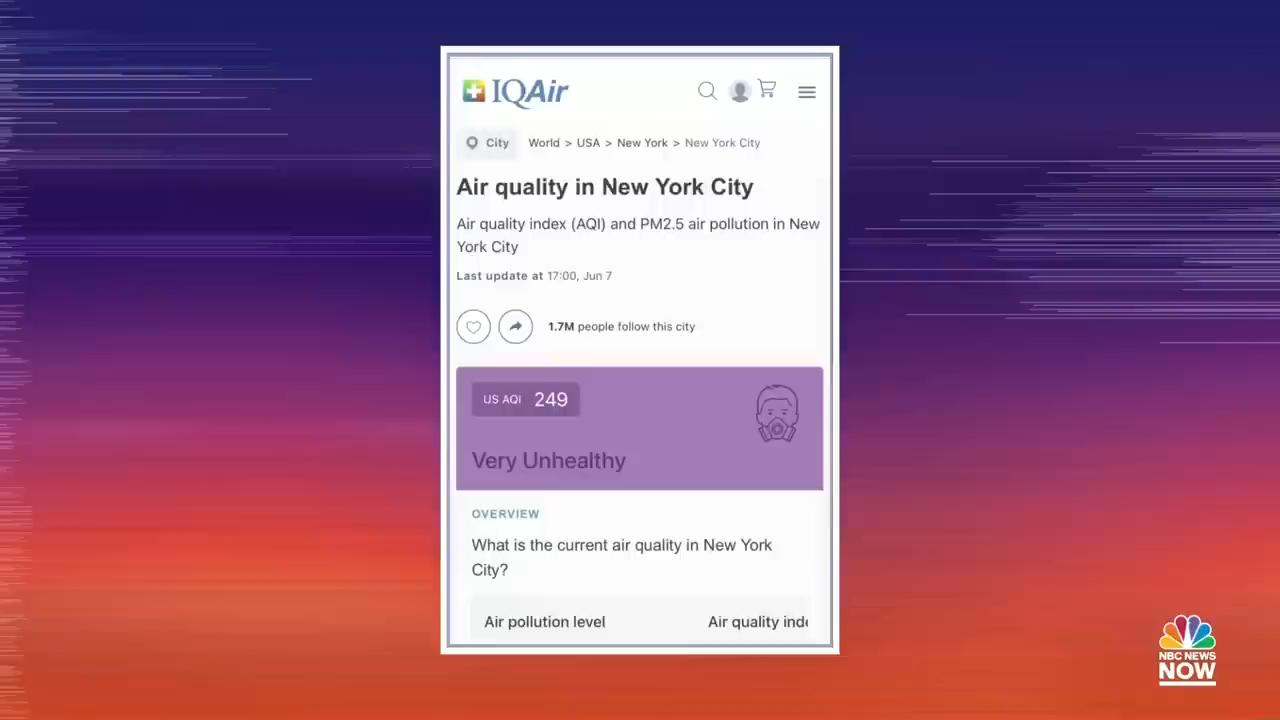 IQAir
City World > USA > New York > New York City
Air quality in New York City
Air quality index (AQI) and PM2.5 air pollution in New
York City
Last update at 17:00, Jun 7
1.7M people follow this city
US AQI 249
Very Unhealthy
OVERVIEW
What is the current air quality in New York
City?
Air pollution level Air quality inde
NBC NEWS
NOW